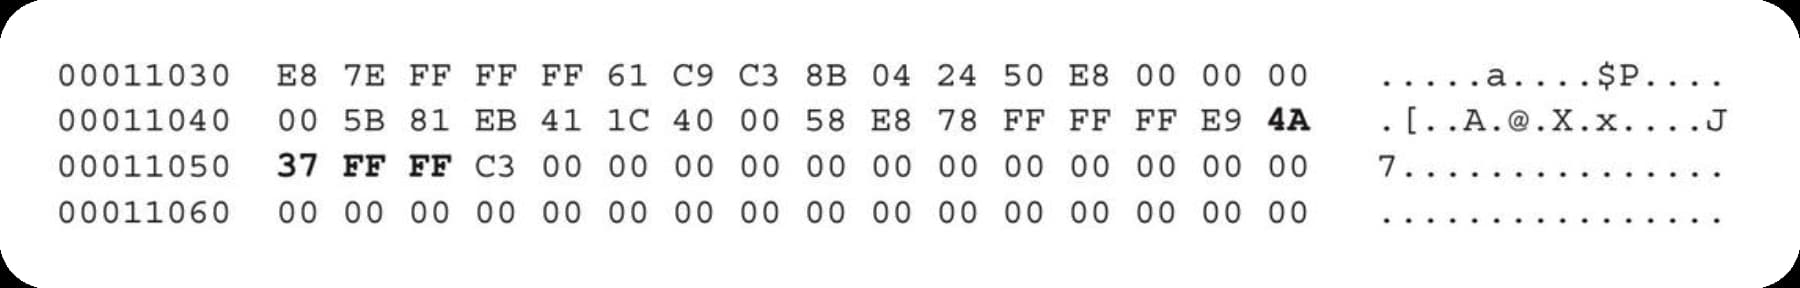 00011030 E8 7E FF FF FF 61 C9 C3 8B 04 24 50 E8 00 00 00 .....a....$P....
00011040 00 5B 81 EB 41 1C 40 00 58 E8 78 FF FF FF E9 4A .[..A.@.X.x....J
00011050 37 FF FF C3 00 00 00 00 00 00 00 00 00 00 00 00 7...............
00011060 00 00 00 00 00 00 00 00 00 00 00 00 00 00 00 00 ................